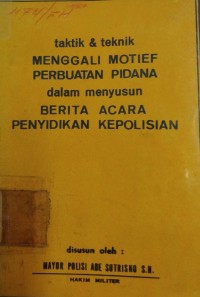 taktik & teknik
MENGGALI MOTIEF
PERBUATAN PIDANA
dalam menyusun
BERITA ACARA
PENYIDIKAN KEPOLISIAN
disusun oleh :
MAYOR POLISI ADE SUTRISNO S.H.
HAKIM MILITER